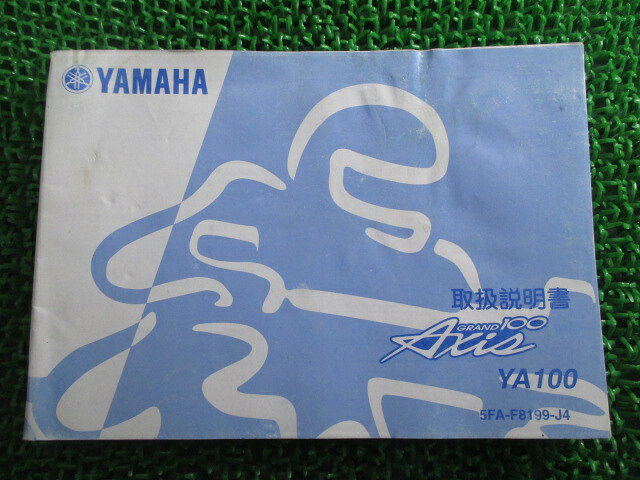 YAMAHA
取扱説明書
GRAND 100
Axis
YA100
5FA-F8199-J4